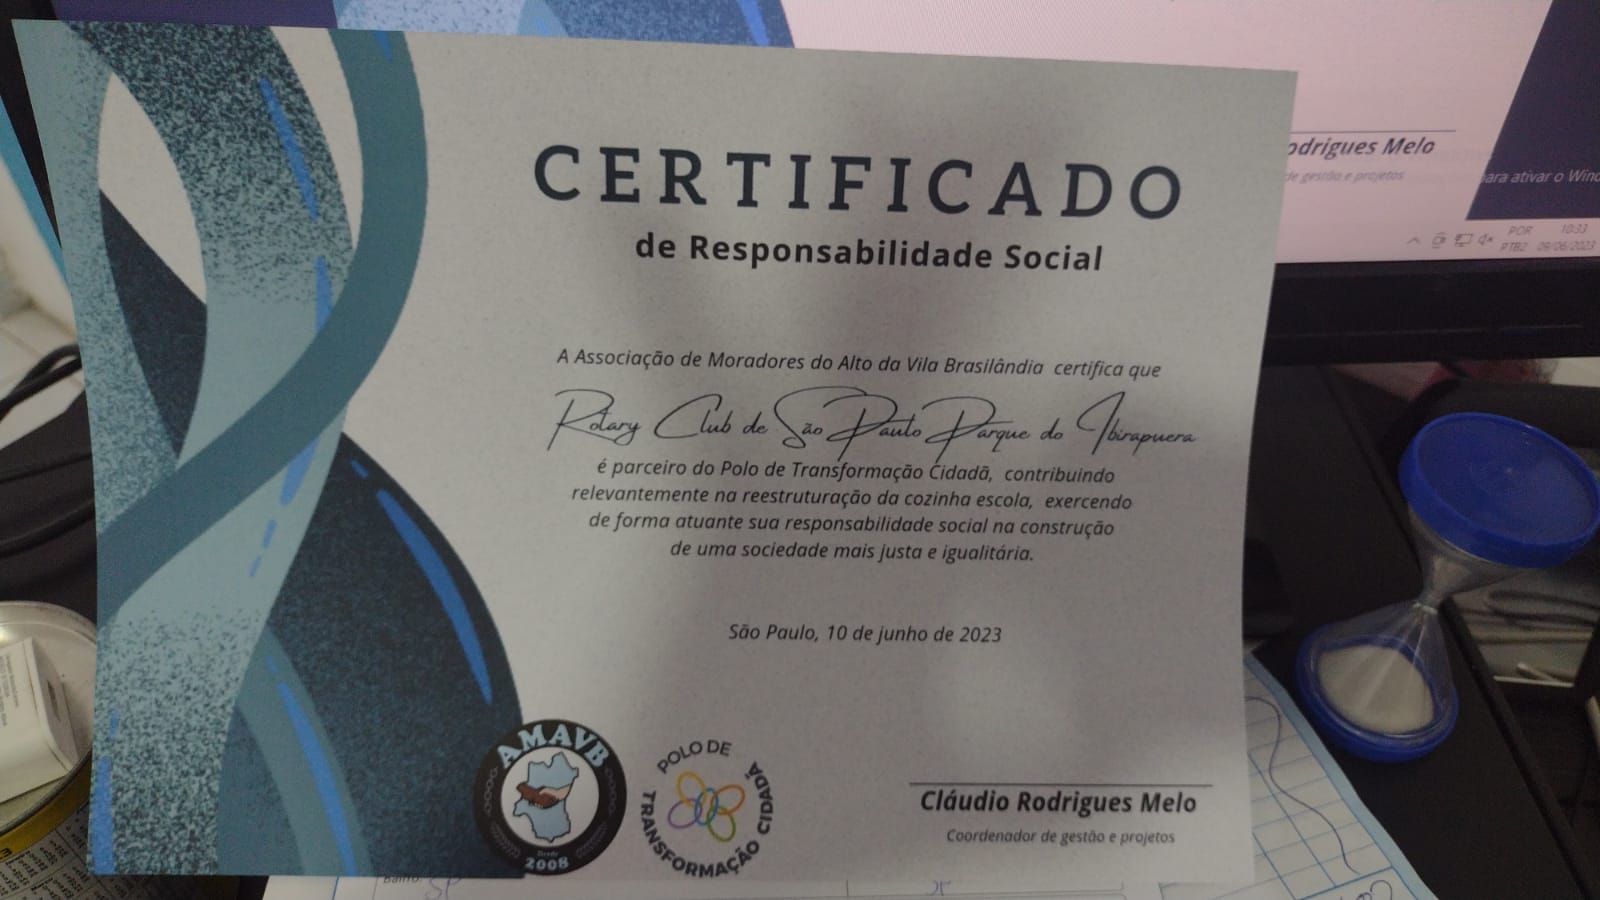 CERTIFICADO
de Responsabilidade Social
A Associação de Moradores do Alto da Vila Brasilândia certifica que
Rotary Club de São Paulo Parque do Ibirapuera
é parceiro do Polo de Transformação Cidadã, contribuindo
relevantemente na reestruturação da cozinha escola, exercendo
de forma atuante sua responsabilidade social na construção
de uma sociedade mais justa e igualitária.
São Paulo, 10 de junho de 2023
AMAVB
Desde
2008
POLO DE
TRANSFORMAÇÃO CIDADÃ
Cláudio Rodrigues Melo
Coordenador de gestão e projetos
odrigues Melo
de gestão e projetos
para ativar o Wind
POR
10:33
PTB2
09/06/2023
Bairro:
SP